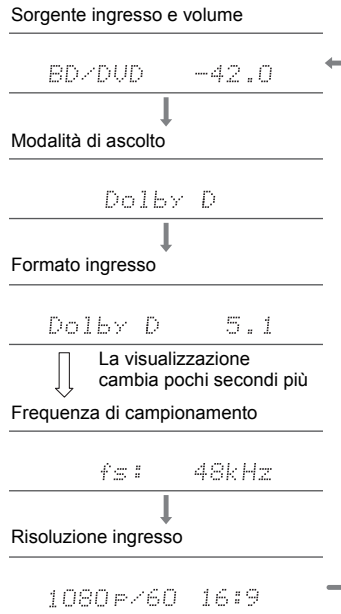 Sorgente ingresso e volume
BD/DVD -42.0
Modalità di ascolto
Dolby D
Formato ingresso
Dolby D 5.1
La visualizzazione
cambia pochi secondi più
Frequenza di campionamento
fs: 48kHz
Risoluzione ingresso
1080p/60 16:9